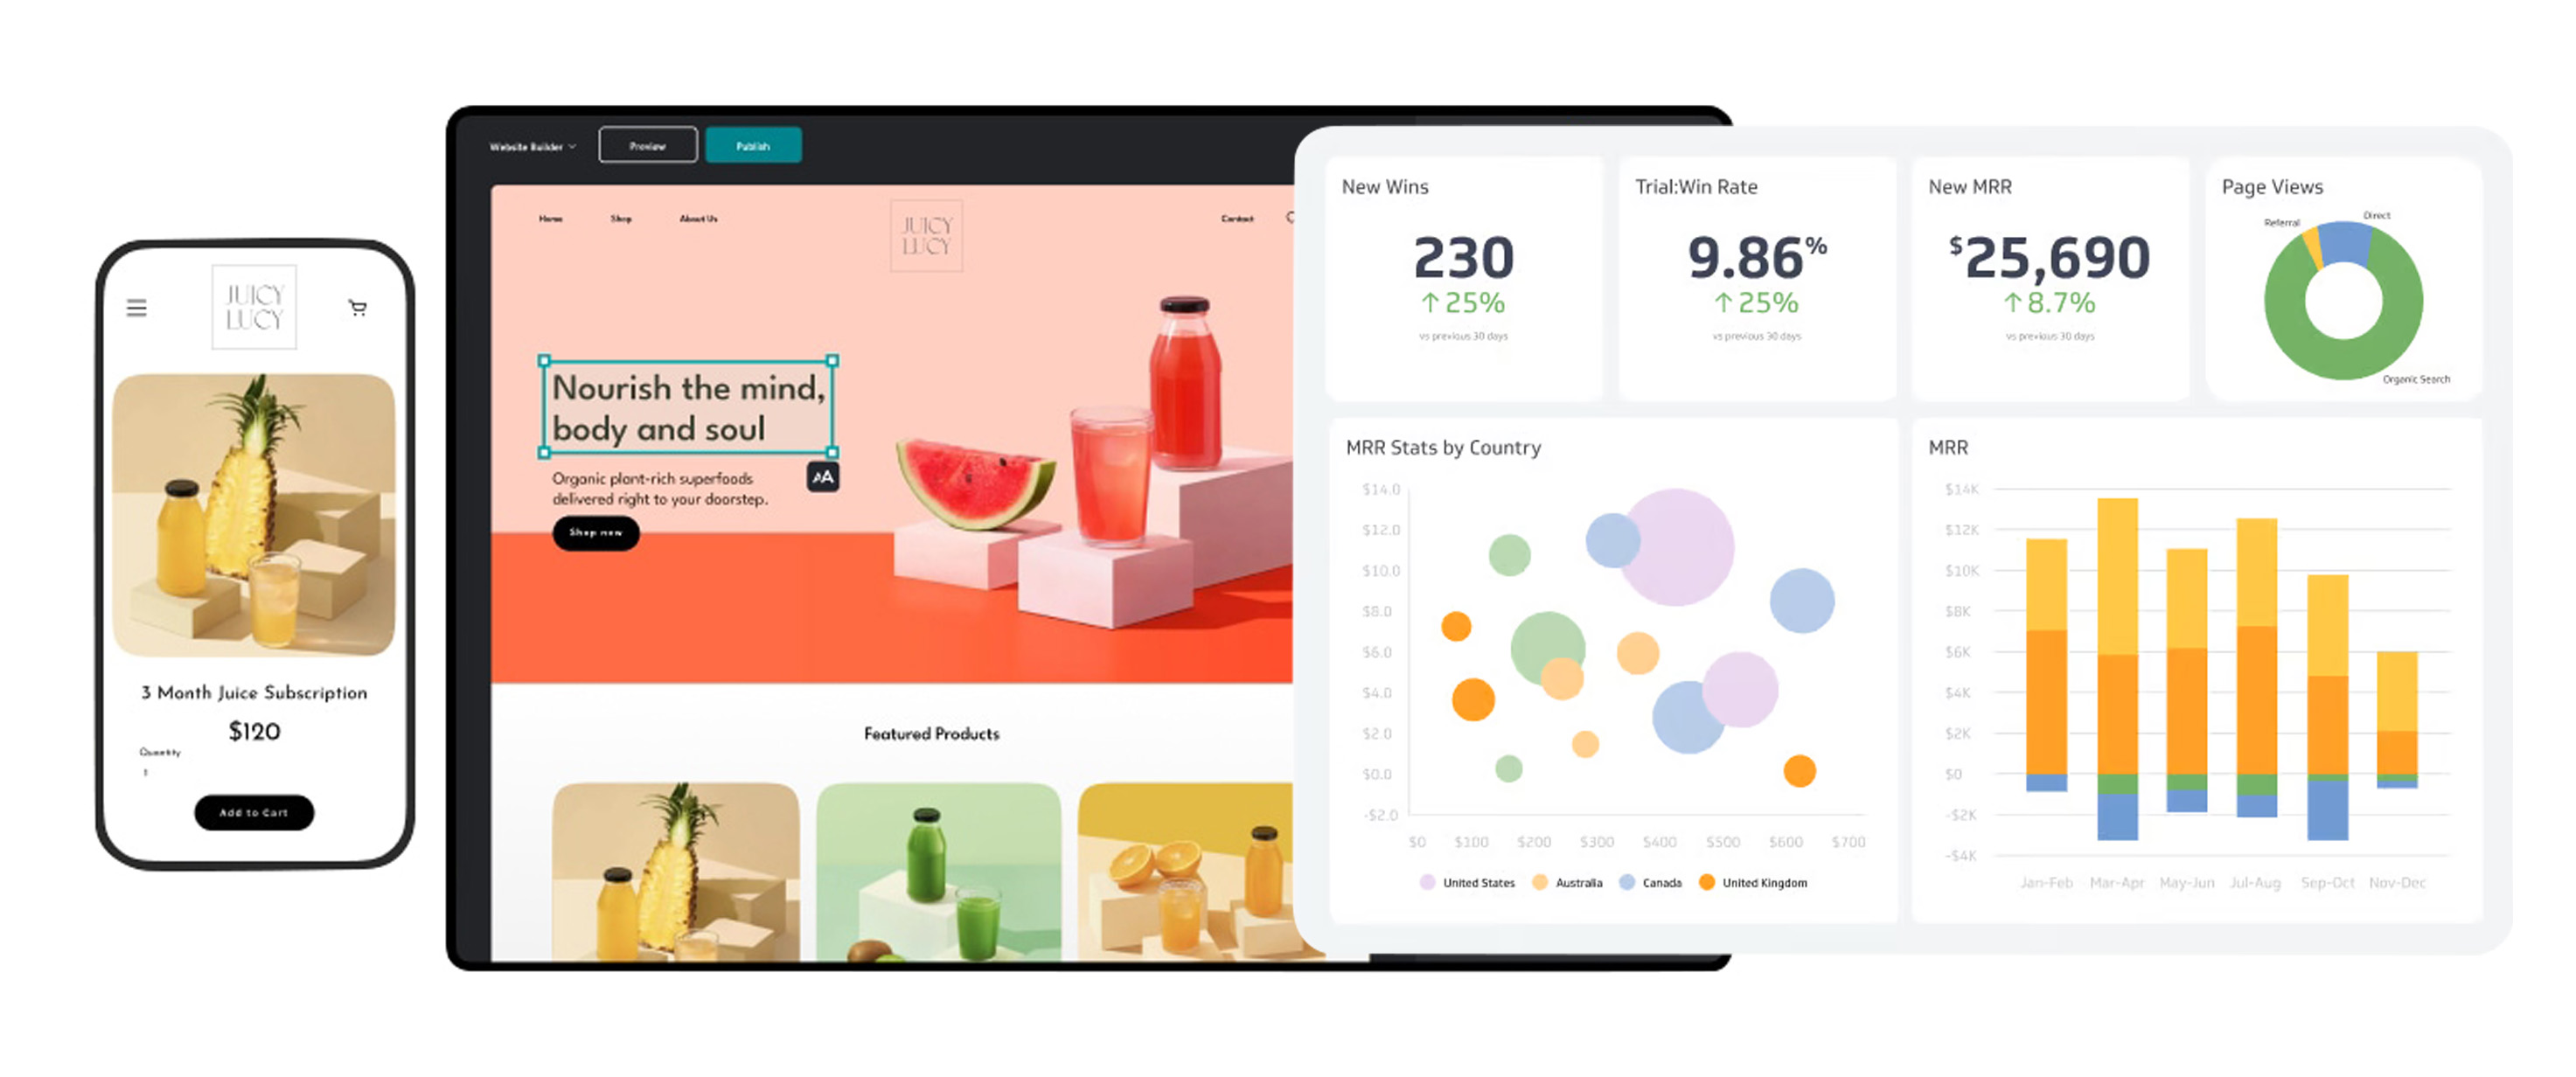 JUICY
LUCY
3 Month Juice Subscription
$120
Quantity
1
Add to Cart
Website Builder
Preview
Publish
Home
Shop
About Us
JUICY
LUCY
Contact
Nourish the mind,
body and soul
AA
Organic plant-rich superfoods
delivered right to your doorstep.
Shop now
Featured Products
New Wins
230
↑25%
vs previous 30 days
Trial:Win Rate
9.86%
↑25%
vs previous 30 days
New MRR
$25,690
↑8.7%
vs previous 30 days
Page Views
Referral
Direct
Organic Search
MRR Stats by Country
$14.0
$12.0
$10.0
$8.0
$6.0
$4.0
$2.0
$0.0
-$2.0
$0 $100 $200 $300 $400 $500 $600 $700
United States Australia Canada United Kingdom
MRR
$14K
$12K
$10K
$8K
$6K
$4K
$2K
$0
-$2K
-$4K
Jan-Feb Mar-Apr May-Jun Jul-Aug Sep-Oct Nov-Dec